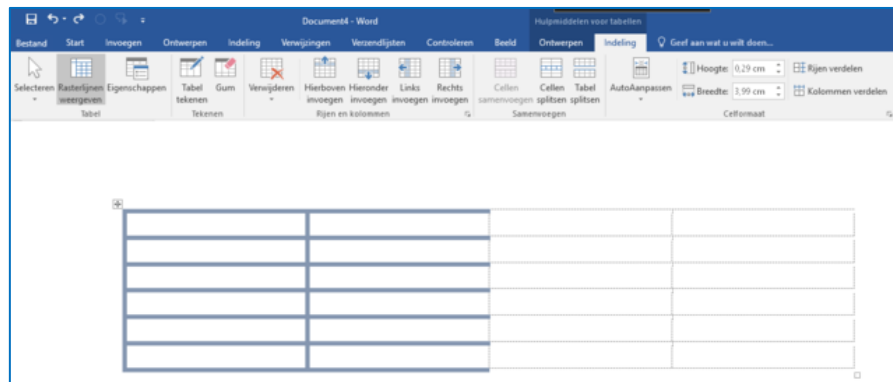 Document4 - Word
Hulpmiddelen voor tabellen
Bestand Start Invoegen Ontwerpen Indeling Verwijzingen Verzendlijsten Controleren Beeld Ontwerpen Indeling Geef aan wat u wilt doen...
Selecteren Rasterlijnen weergeven Eigenschappen
Tabel
Tabel tekenen Gum
Tekenen
Verwijderen Hierboven invoegen Hieronder invoegen Links invoegen Rechts invoegen
Rijen en kolommen
Cellen samenvoegen Cellen splitsen Tabel splitsen
Samenvoegen
AutoAanpassen
Hoogte: 0,29 cm Rijen verdelen
Breedte: 3,99 cm Kolommen verdelen
Celformaat